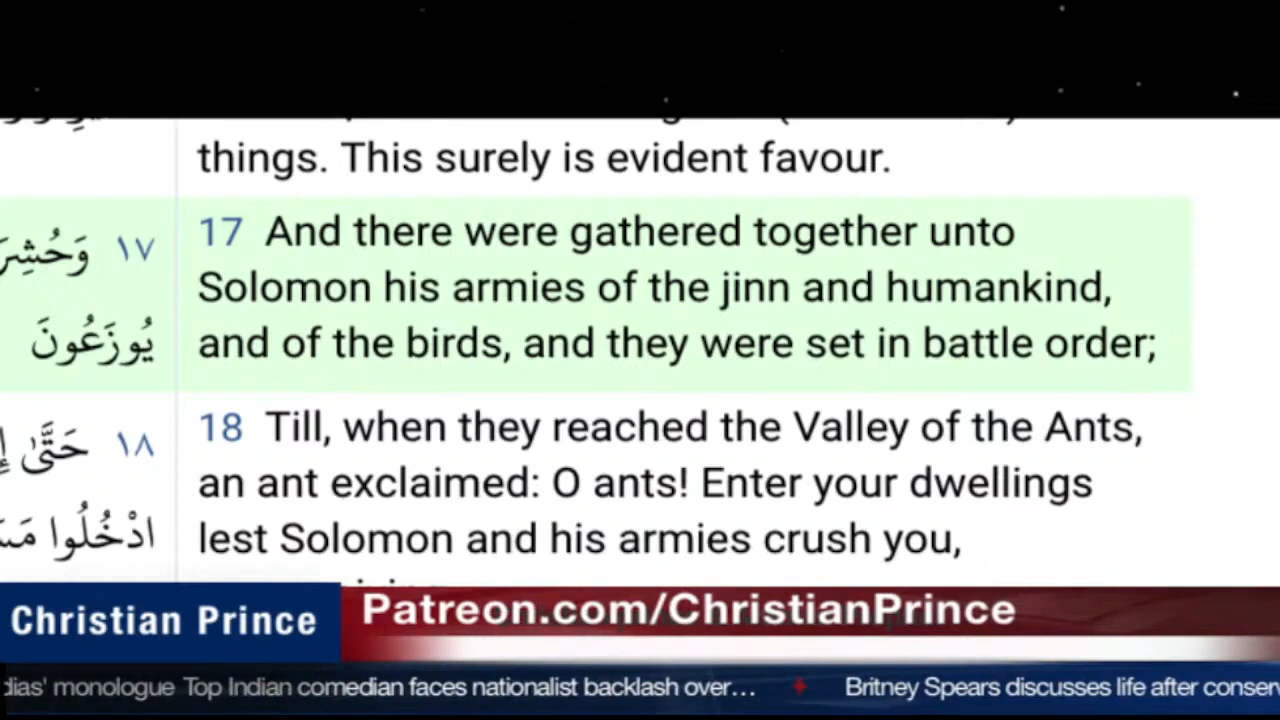 things. This surely is evident favour.
١٧ وَحُشِرَ
يُوزَعُونَ
17 And there were gathered together unto
Solomon his armies of the jinn and humankind,
and of the birds, and they were set in battle order;
١٨ حَتَّىٰ
ادْخُلُوا
18 Till, when they reached the Valley of the Ants,
an ant exclaimed: O ants! Enter your dwellings
lest Solomon and his armies crush you,
Christian Prince
Patreon.com/ChristianPrince
dias' monologue Top Indian comedian faces nationalist backlash over… Britney Spears discusses life after conserv